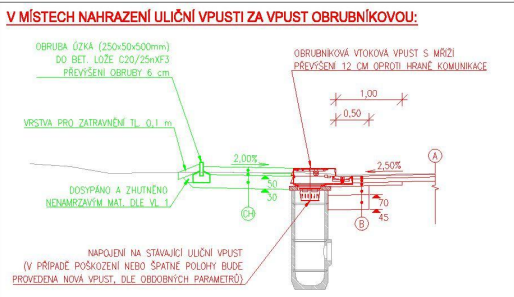 V MÍSTECH NAHRAZENÍ ULIČNÍ VPUSTI ZA VPUST OBRUBNÍKOVOU:
OBRUBA ÚZKÁ (250x50x500mm)
DO BET. LOŽE C20/25nXF3
PŘEVÝŠENÍ OBRUBY 6 cm
OBRUBNIKOVÁ VTOKOVÁ VPUST S MŘÍŽÍ
PŘEVÝŠENÍ 12 CM OPROTI HRANĚ KOMUNIKACE
1,00
0,50
VRSTVA PRO ZATRAVNĚNÍ TL. 0,1 m
2,00%
2,50%
A
50
30
DOSYPÁNO A ZHUTNĚNO
NENAMRZAVÝM MAT. DLE VL 1
CH
70
45
B
NAPOJENÍ NA STÁVAJÍCÍ ULIČNÍ VPUST
(V PŘÍPADĚ POŠKOZENÍ NEBO ŠPATNÉ POLOHY BUDE
PROVEDENA NOVÁ VPUST, DLE OBDOBNÝCH PARAMETRŮ)